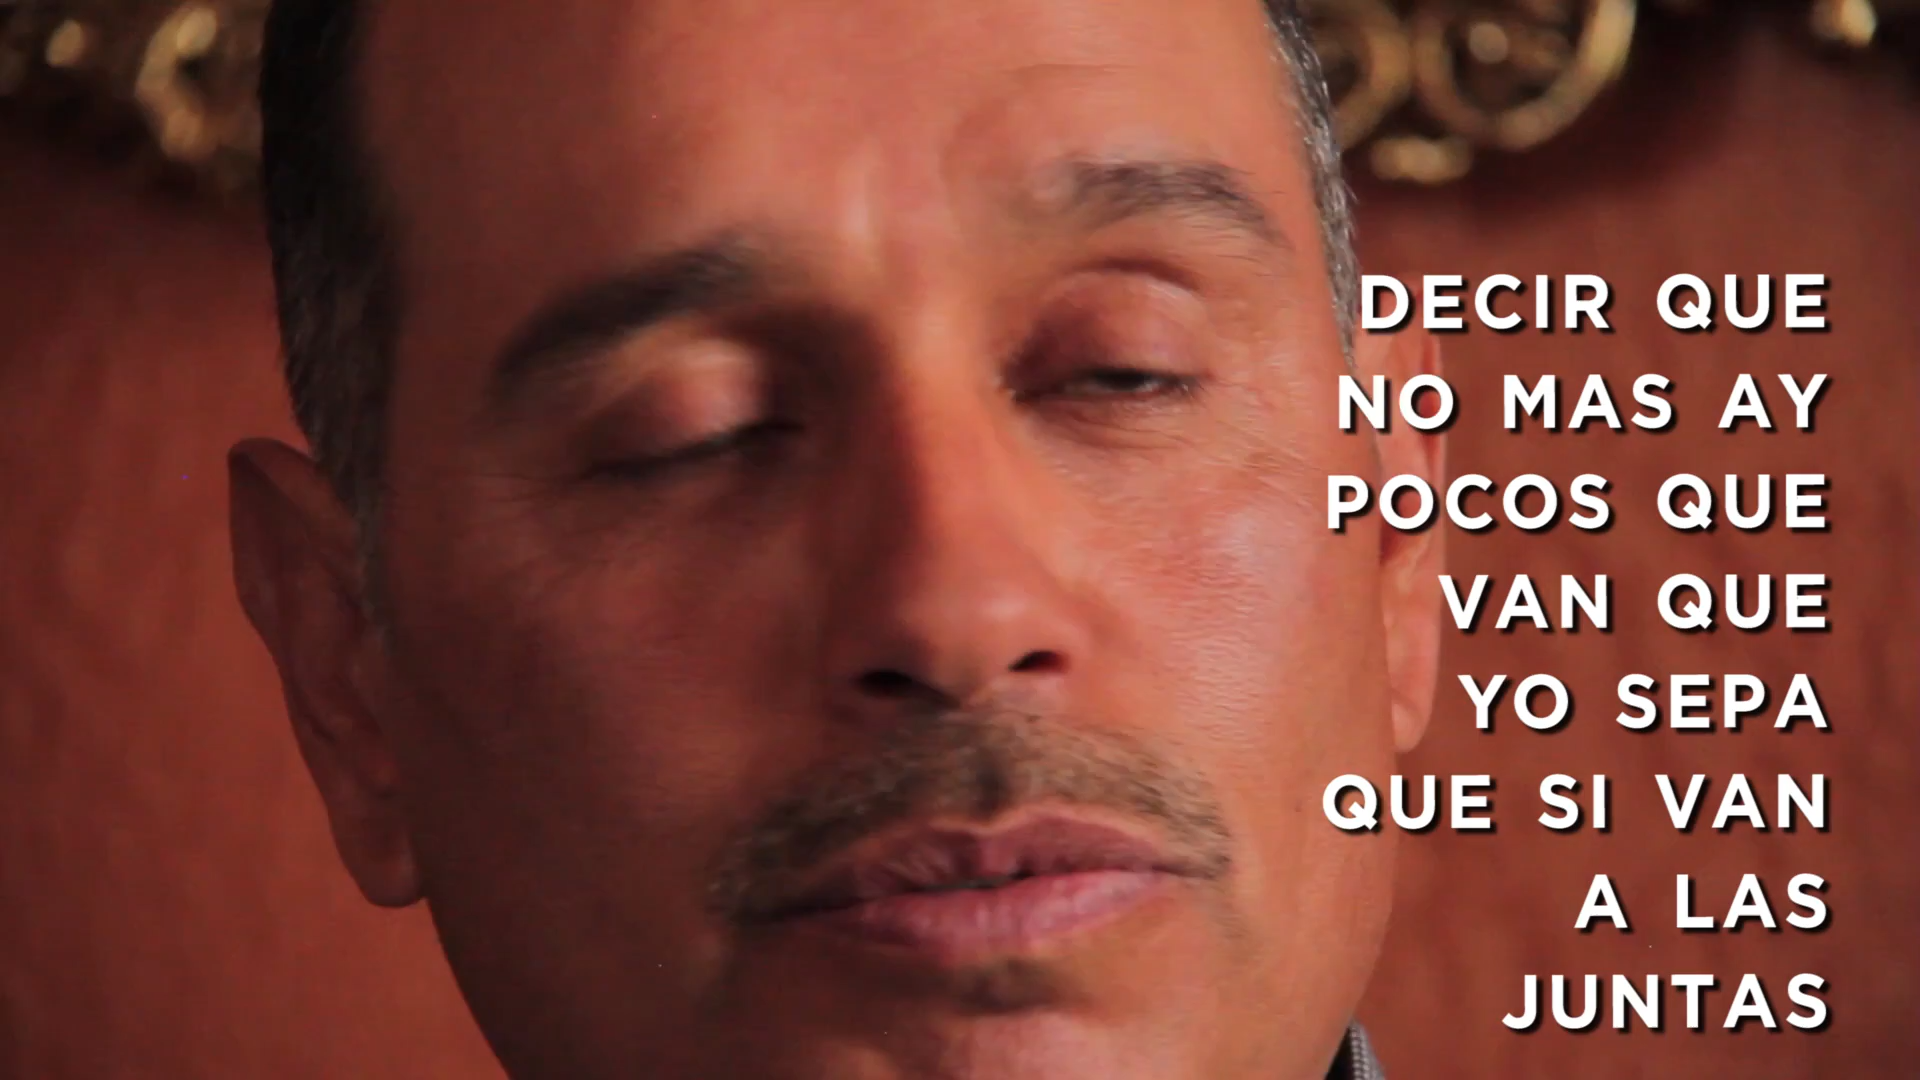 DECIR QUE
NO MAS AY
POCOS QUE
VAN QUE
YO SEPA
QUE SI VAN
A LAS
JUNTAS